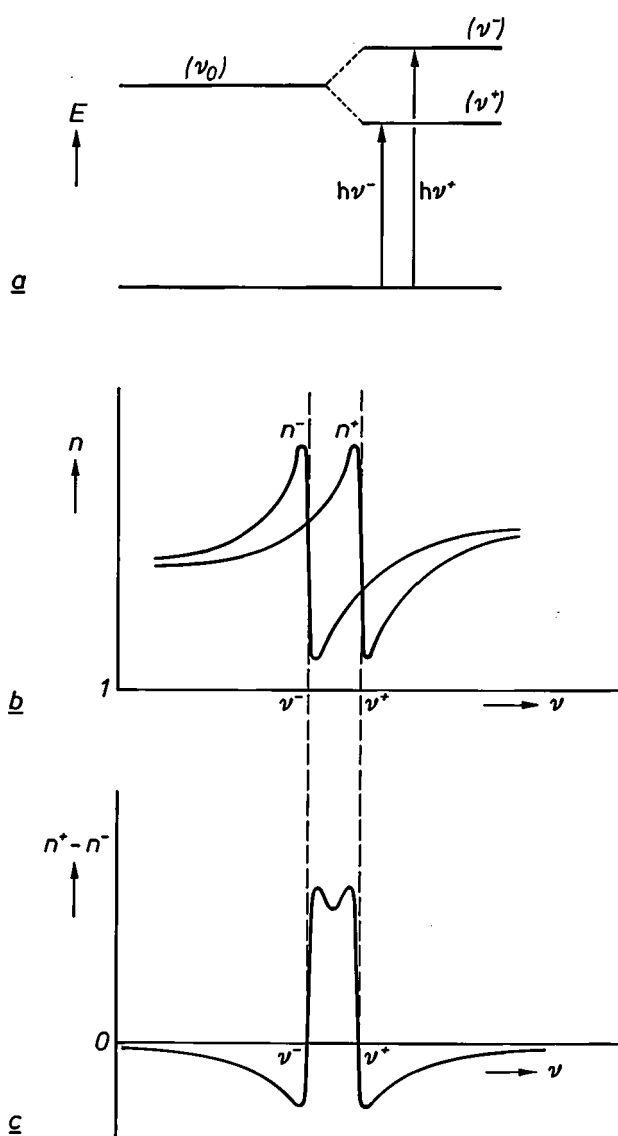 (ν⁻)
(ν₀)
(ν⁺)
E
hν⁻ hν⁺
a
n⁻ n⁺
n
1
ν⁻ ν⁺ ν
b
n⁺ - n⁻
0
ν⁻ ν⁺
ν
c